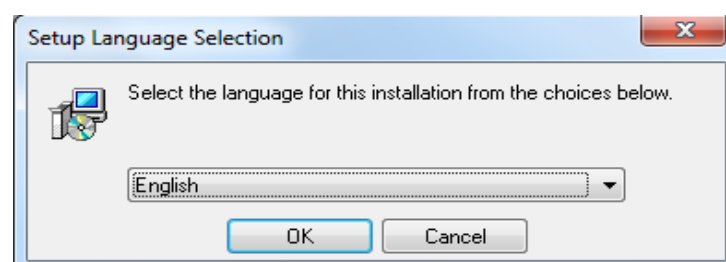 Setup Language Selection
Select the language for this installation from the choices below.
English
OK Cancel